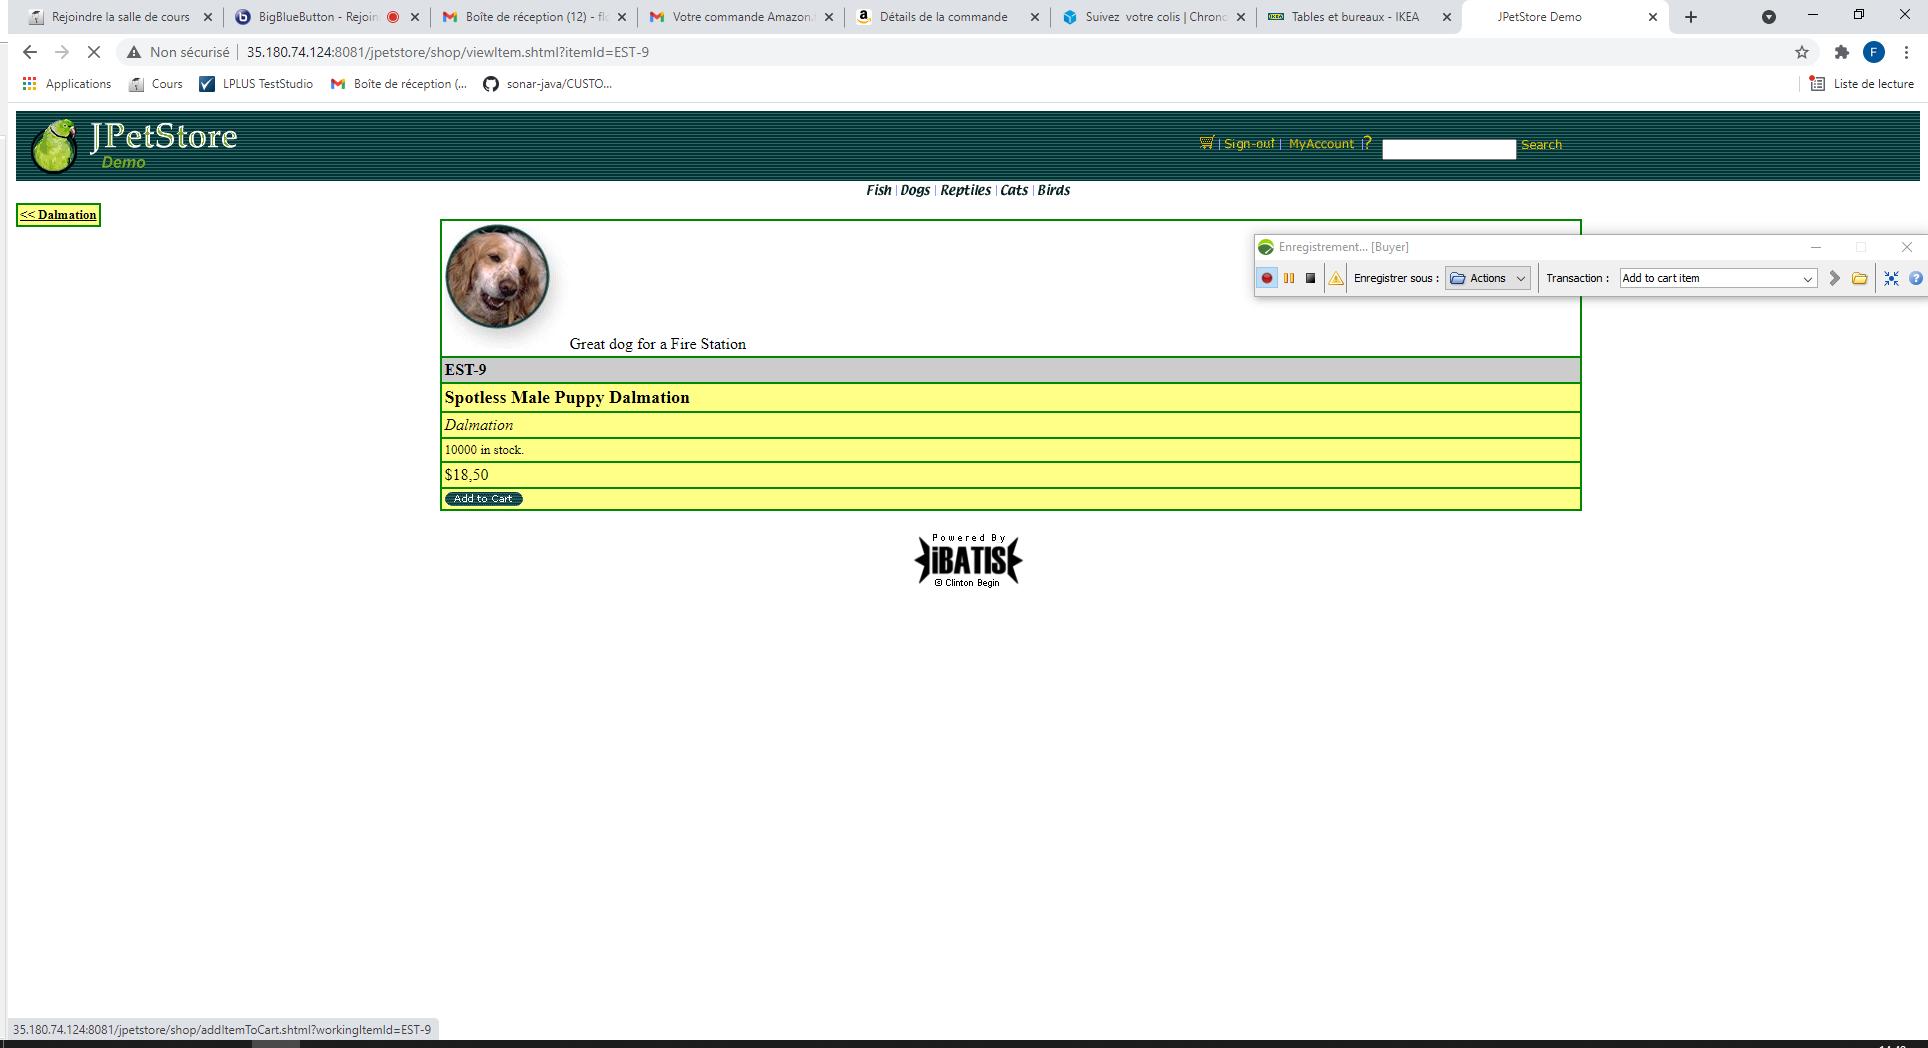 Rejoindre la salle de cours
BigBlueButton - Rejoin
Boîte de réception (12) - flo
Votre commande Amazon.
Détails de la commande
Suivez votre colis | Chrono
Tables et bureaux - IKEA
JPetStore Demo
Non sécurisé
35.180.74.124:8081/jpetstore/shop/viewItem.shtml?itemId=EST-9
F
Applications
Cours
LPLUS TestStudio
Boîte de réception (...
sonar-java/CUSTO...
Liste de lecture
JPetStore
Demo
| Sign-out | MyAccount | ?
Search
Fish | Dogs | Reptiles | Cats | Birds
<< Dalmation
Enregistrement... [Buyer]
Enregistrer sous : Actions
Transaction : Add to cart item
Great dog for a Fire Station
EST-9
Spotless Male Puppy Dalmation
Dalmation
10000 in stock.
$18,50
Add to Cart
Powered By
iBATIS
© Clinton Begin
35.180.74.124:8081/jpetstore/shop/addItemToCart.shtml?workingItemId=EST-9